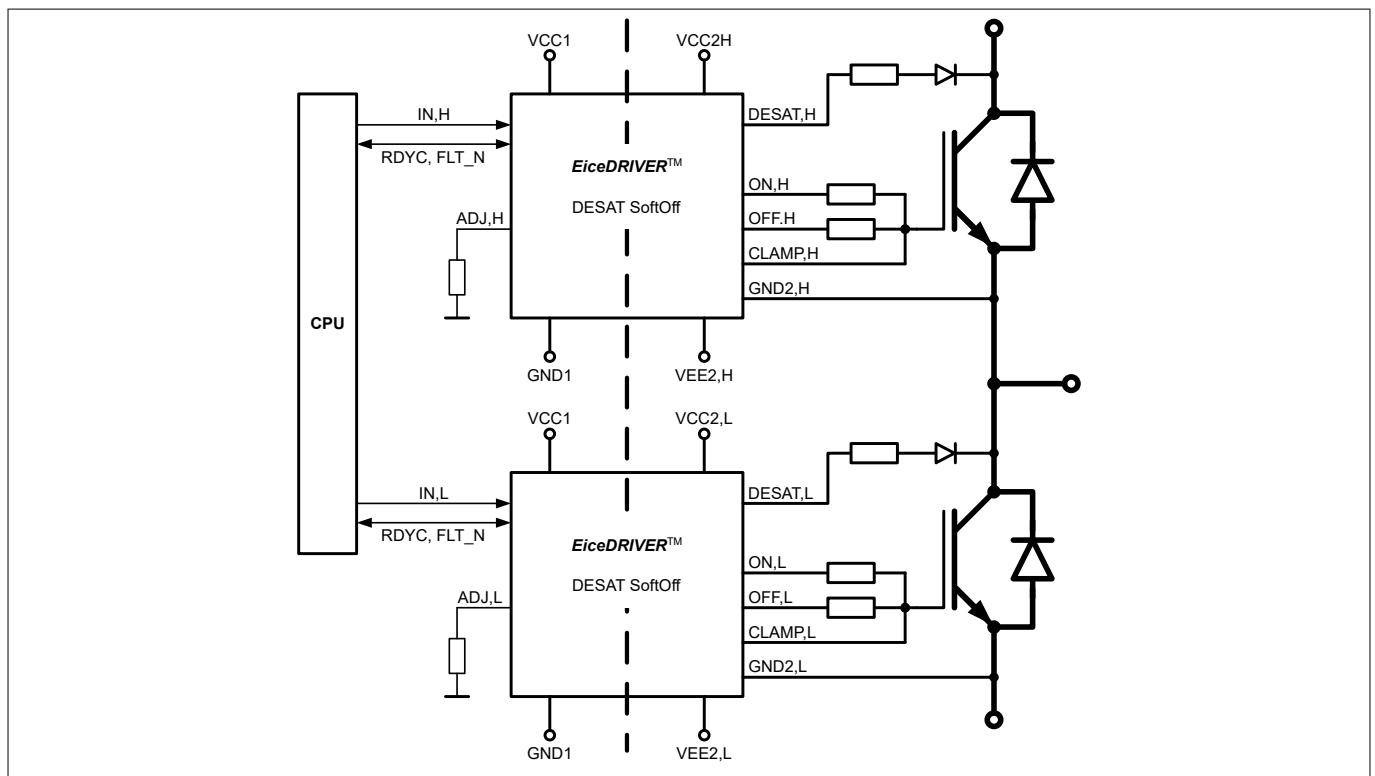 VCC1
VCC2H
DESAT,H
IN,H
RDYC, FLT_N
EiceDRIVER™
ON,H
DESAT SoftOff
ADJ,H
OFF.H
CLAMP,H
GND2,H
CPU
GND1
VEE2,H
VCC1
VCC2,L
DESAT,L
IN,L
RDYC, FLT_N
EiceDRIVER™
ON,L
DESAT SoftOff
ADJ,L
OFF,L
CLAMP,L
GND2,L
GND1
VEE2,L